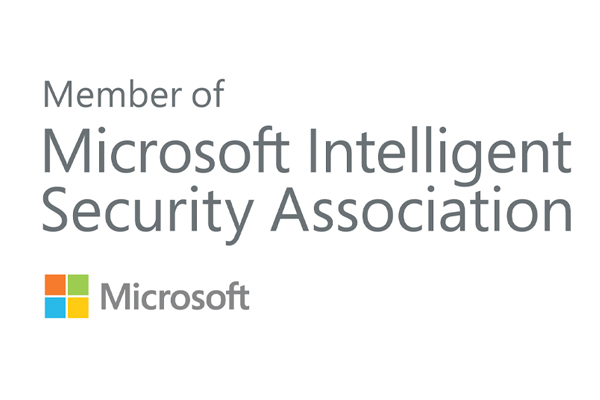 Member of
Microsoft Intelligent
Security Association
Microsoft